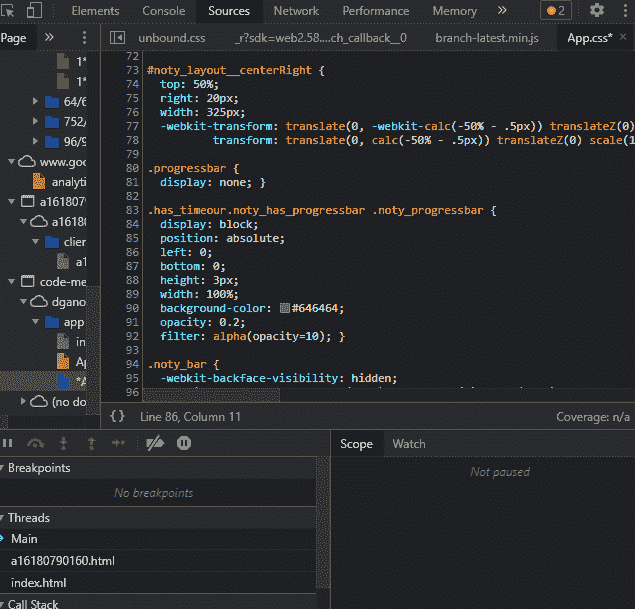 Elements Console Sources Network Performance Memory 2
Page unbound.css _r?sdk=web2.58....ch_callback__0 branch-latest.min.js App.css*
1*
1*
64/6
752/
96/9
www.goo
analyti
a161807
a16180
clien
a1
code-me
dgano
app
in
Ap
*A
(no do
72
73 #noty_layout__centerRight {
74 top: 50%;
75 right: 20px;
76 width: 325px;
77 -webkit-transform: translate(0, -webkit-calc(-50% - .5px)) translateZ(0)
78 transform: translate(0, calc(-50% - .5px)) translateZ(0) scale(1
79
80 .progressbar {
81 display: none; }
82
83 .has_timeour.noty_has_progressbar .noty_progressbar {
84 display: block;
85 position: absolute;
86 left: 0;
87 bottom: 0;
88 height: 3px;
89 width: 100%;
90 background-color: #646464;
91 opacity: 0.2;
92 filter: alpha(opacity=10); }
93
94 .noty_bar {
95 -webkit-backface-visibility: hidden;
96
{} Line 86, Column 11 Coverage: n/a
Scope Watch
Not paused
Breakpoints
No breakpoints
Threads
Main
a16180790160.html
index.html
Call Stack